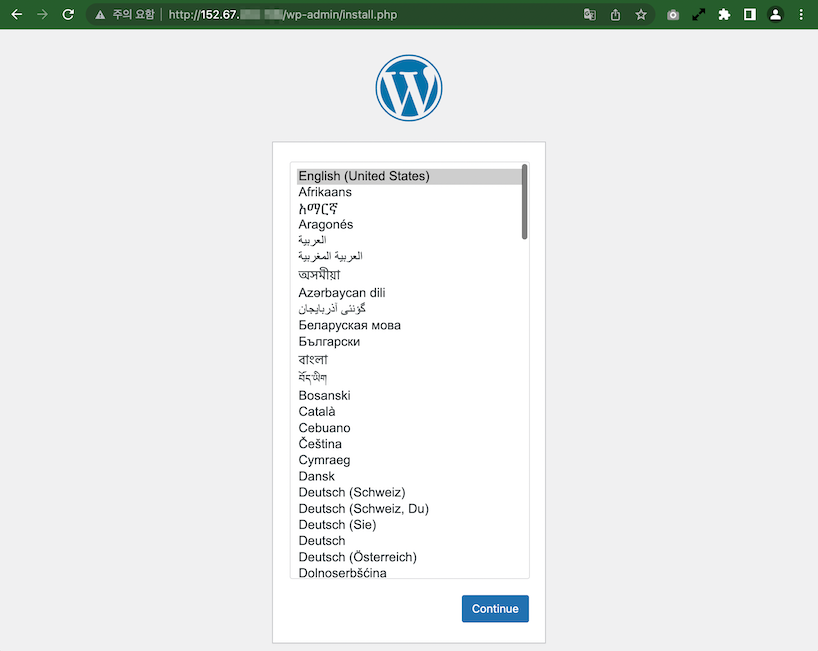 주의 요함 http://152.67. /wp-admin/install.php
English (United States)
Afrikaans
አማርኛ
Aragonés
العربية
العربية المغربية
অসমীয়া
Azərbaycan dili
گؤنئی آذربایجان
Беларуская мова
Български
বাংলা
བོད་ཡིག
Bosanski
Català
Cebuano
Čeština
Cymraeg
Dansk
Deutsch (Schweiz)
Deutsch (Schweiz, Du)
Deutsch (Sie)
Deutsch
Deutsch (Österreich)
Dolnoserbšćina
Continue